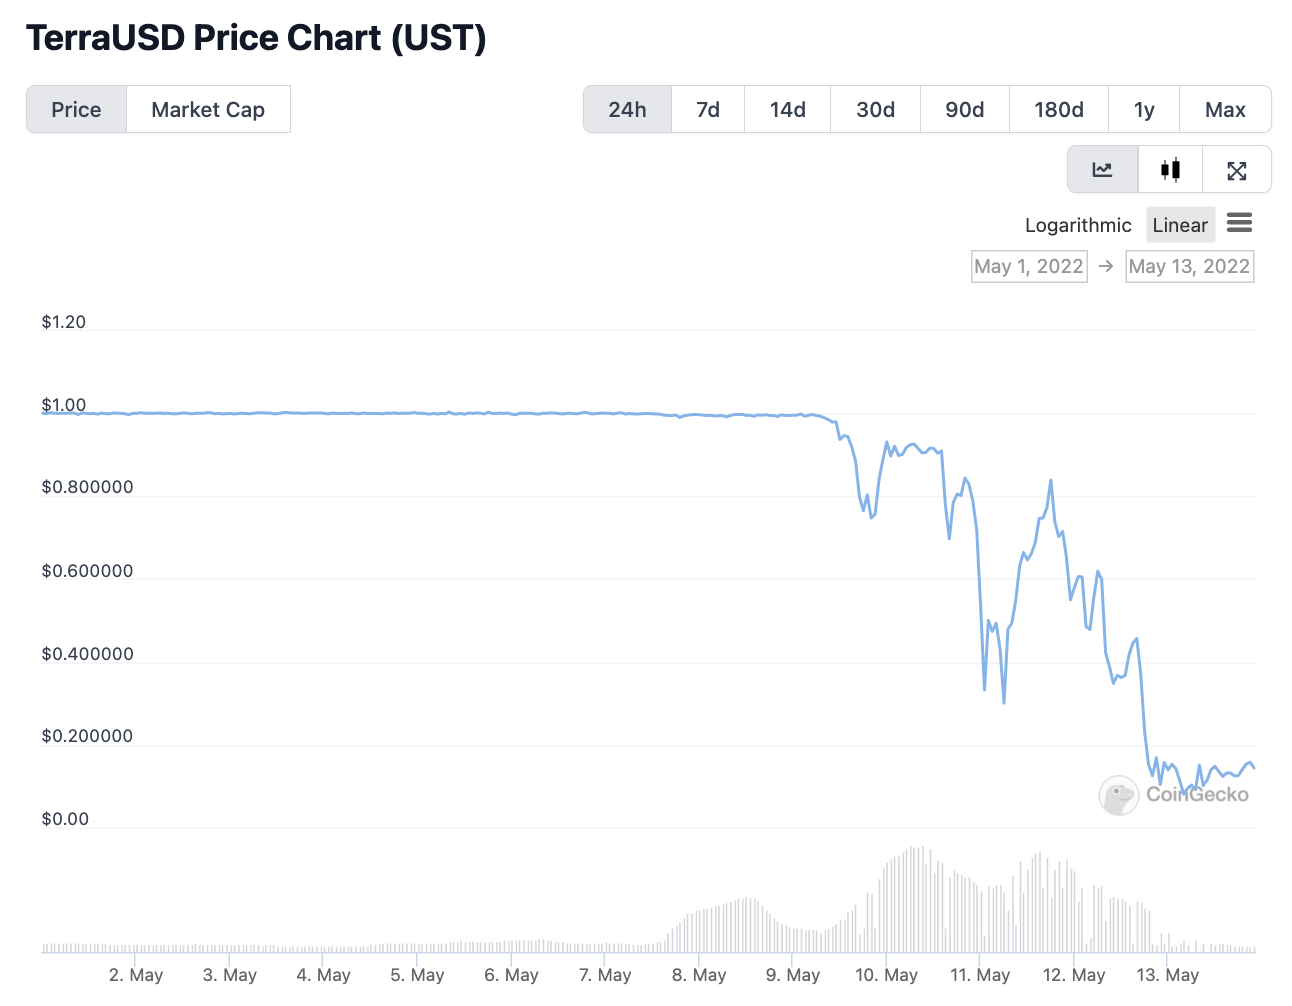 TerraUSD Price Chart (UST)
Price Market Cap 24h 7d 14d 30d 90d 180d 1y Max
Logarithmic Linear
May 1, 2022 → May 13, 2022
$1.20
$1.00
$0.800000
$0.600000
$0.400000
$0.200000
CoinGecko
$0.00
2. May 3. May 4. May 5. May 6. May 7. May 8. May 9. May 10. May 11. May 12. May 13. May